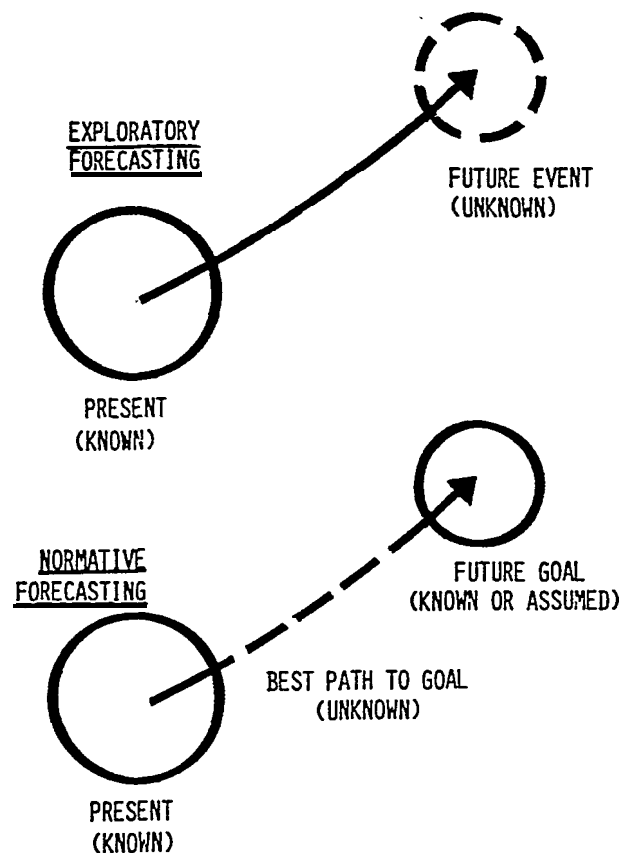 EXPLORATORY
FORECASTING
FUTURE EVENT
(UNKNOWN)
PRESENT
(KNOWN)
NORMATIVE
FORECASTING
FUTURE GOAL
(KNOWN OR ASSUMED)
BEST PATH TO GOAL
(UNKNOWN)
PRESENT
(KNOWN)